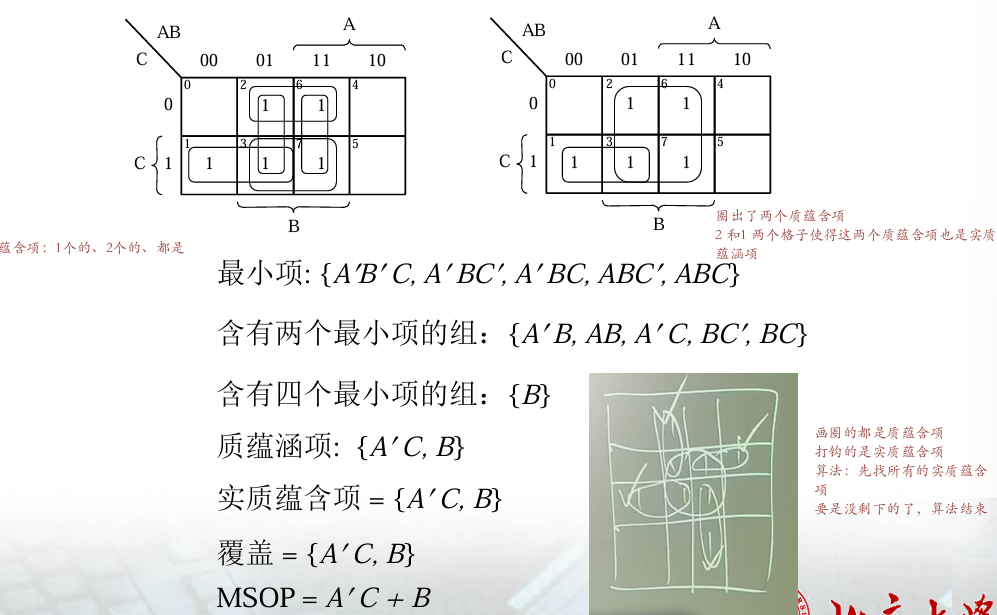 AB
A
C
00 01 11 10
0
0 2 6 4
1 1
C
1
1 3 7 5
1 1 1
B
AB
A
C
00 01 11 10
0
0 2 6 4
1 1
C
1
1 3 7 5
1 1 1
B
圈出了两个质蕴含项
2 和1 两个格子使得这两个质蕴含项也是实质
蕴涵项
蕴含项：1个的、2个的、都是
最小项: {A′B′C, A′BC′, A′BC, ABC′, ABC}
含有两个最小项的组：{A′B, AB, A′C, BC′, BC}
含有四个最小项的组：{B}
质蕴涵项: {A′C, B}
实质蕴含项 = {A′C, B}
覆盖 = {A′C, B}
MSOP = A′C + B
画圈的都是质蕴含项
打钩的是实质蕴含项
算法：先找所有的实质蕴含
项
要是没剩下的了，算法结束